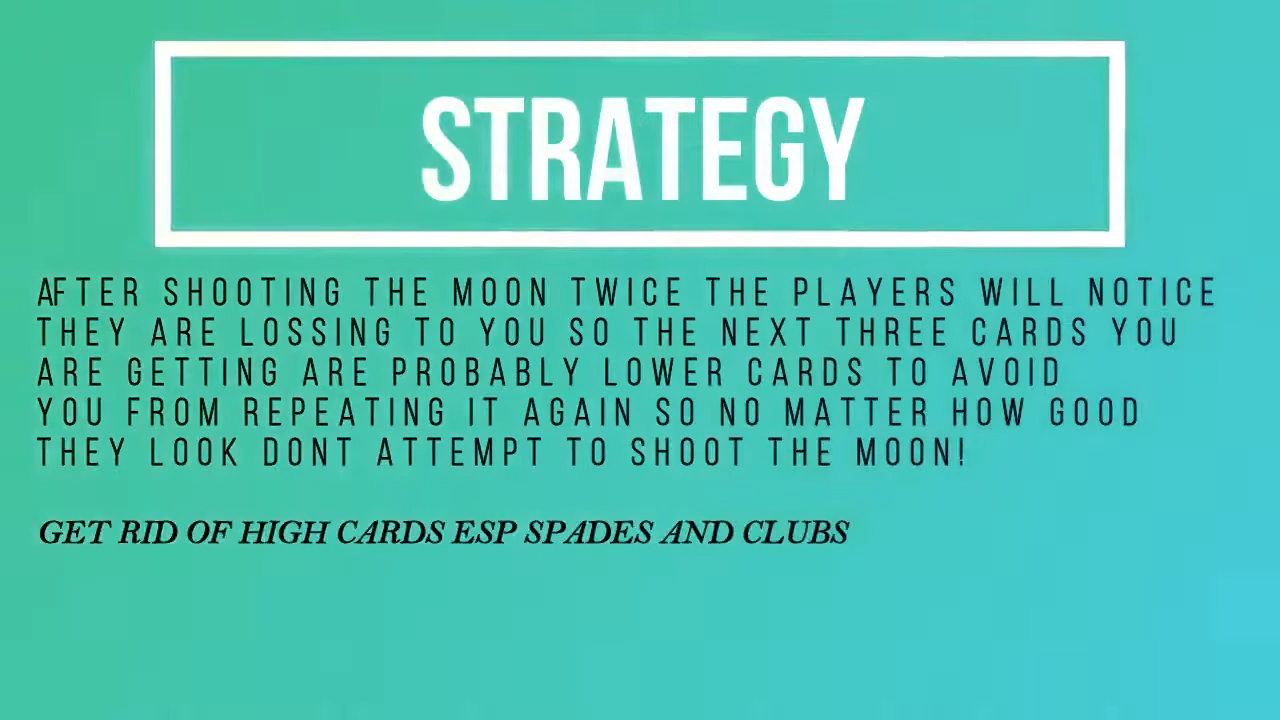 STRATEGY
AFTER SHOOTING THE MOON TWICE THE PLAYERS WILL NOTICE
THEY ARE LOSSING TO YOU SO THE NEXT THREE CARDS YOU
ARE GETTING ARE PROBABLY LOWER CARDS TO AVOID
YOU FROM REPEATING IT AGAIN SO NO MATTER HOW GOOD
THEY LOOK DONT ATTEMPT TO SHOOT THE MOON!
GET RID OF HIGH CARDS ESP SPADES AND CLUBS